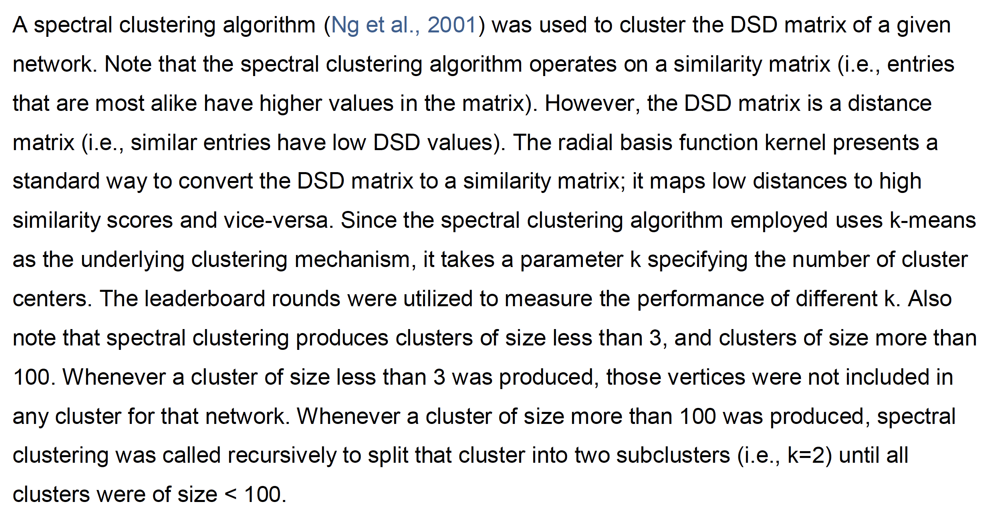 A spectral clustering algorithm (Ng et al., 2001) was used to cluster the DSD matrix of a given
network. Note that the spectral clustering algorithm operates on a similarity matrix (i.e., entries
that are most alike have higher values in the matrix). However, the DSD matrix is a distance
matrix (i.e., similar entries have low DSD values). The radial basis function kernel presents a
standard way to convert the DSD matrix to a similarity matrix; it maps low distances to high
similarity scores and vice-versa. Since the spectral clustering algorithm employed uses k-means
as the underlying clustering mechanism, it takes a parameter k specifying the number of cluster
centers. The leaderboard rounds were utilized to measure the performance of different k. Also
note that spectral clustering produces clusters of size less than 3, and clusters of size more than
100. Whenever a cluster of size less than 3 was produced, those vertices were not included in
any cluster for that network. Whenever a cluster of size more than 100 was produced, spectral
clustering was called recursively to split that cluster into two subclusters (i.e., k=2) until all
clusters were of size < 100.